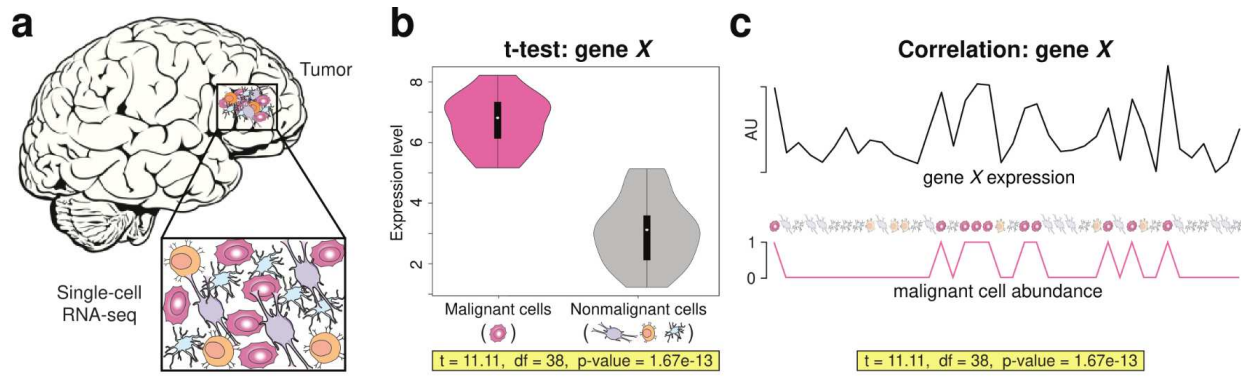 a
Tumor
Single-cell
RNA-seq
b
t-test: gene X
Expression level
8
6
4
2
Malignant cells
( )
Nonmalignant cells
( )
t = 11.11, df = 38, p-value = 1.67e-13
c
Correlation: gene X
AU
gene X expression
1
0
malignant cell abundance
t = 11.11, df = 38, p-value = 1.67e-13